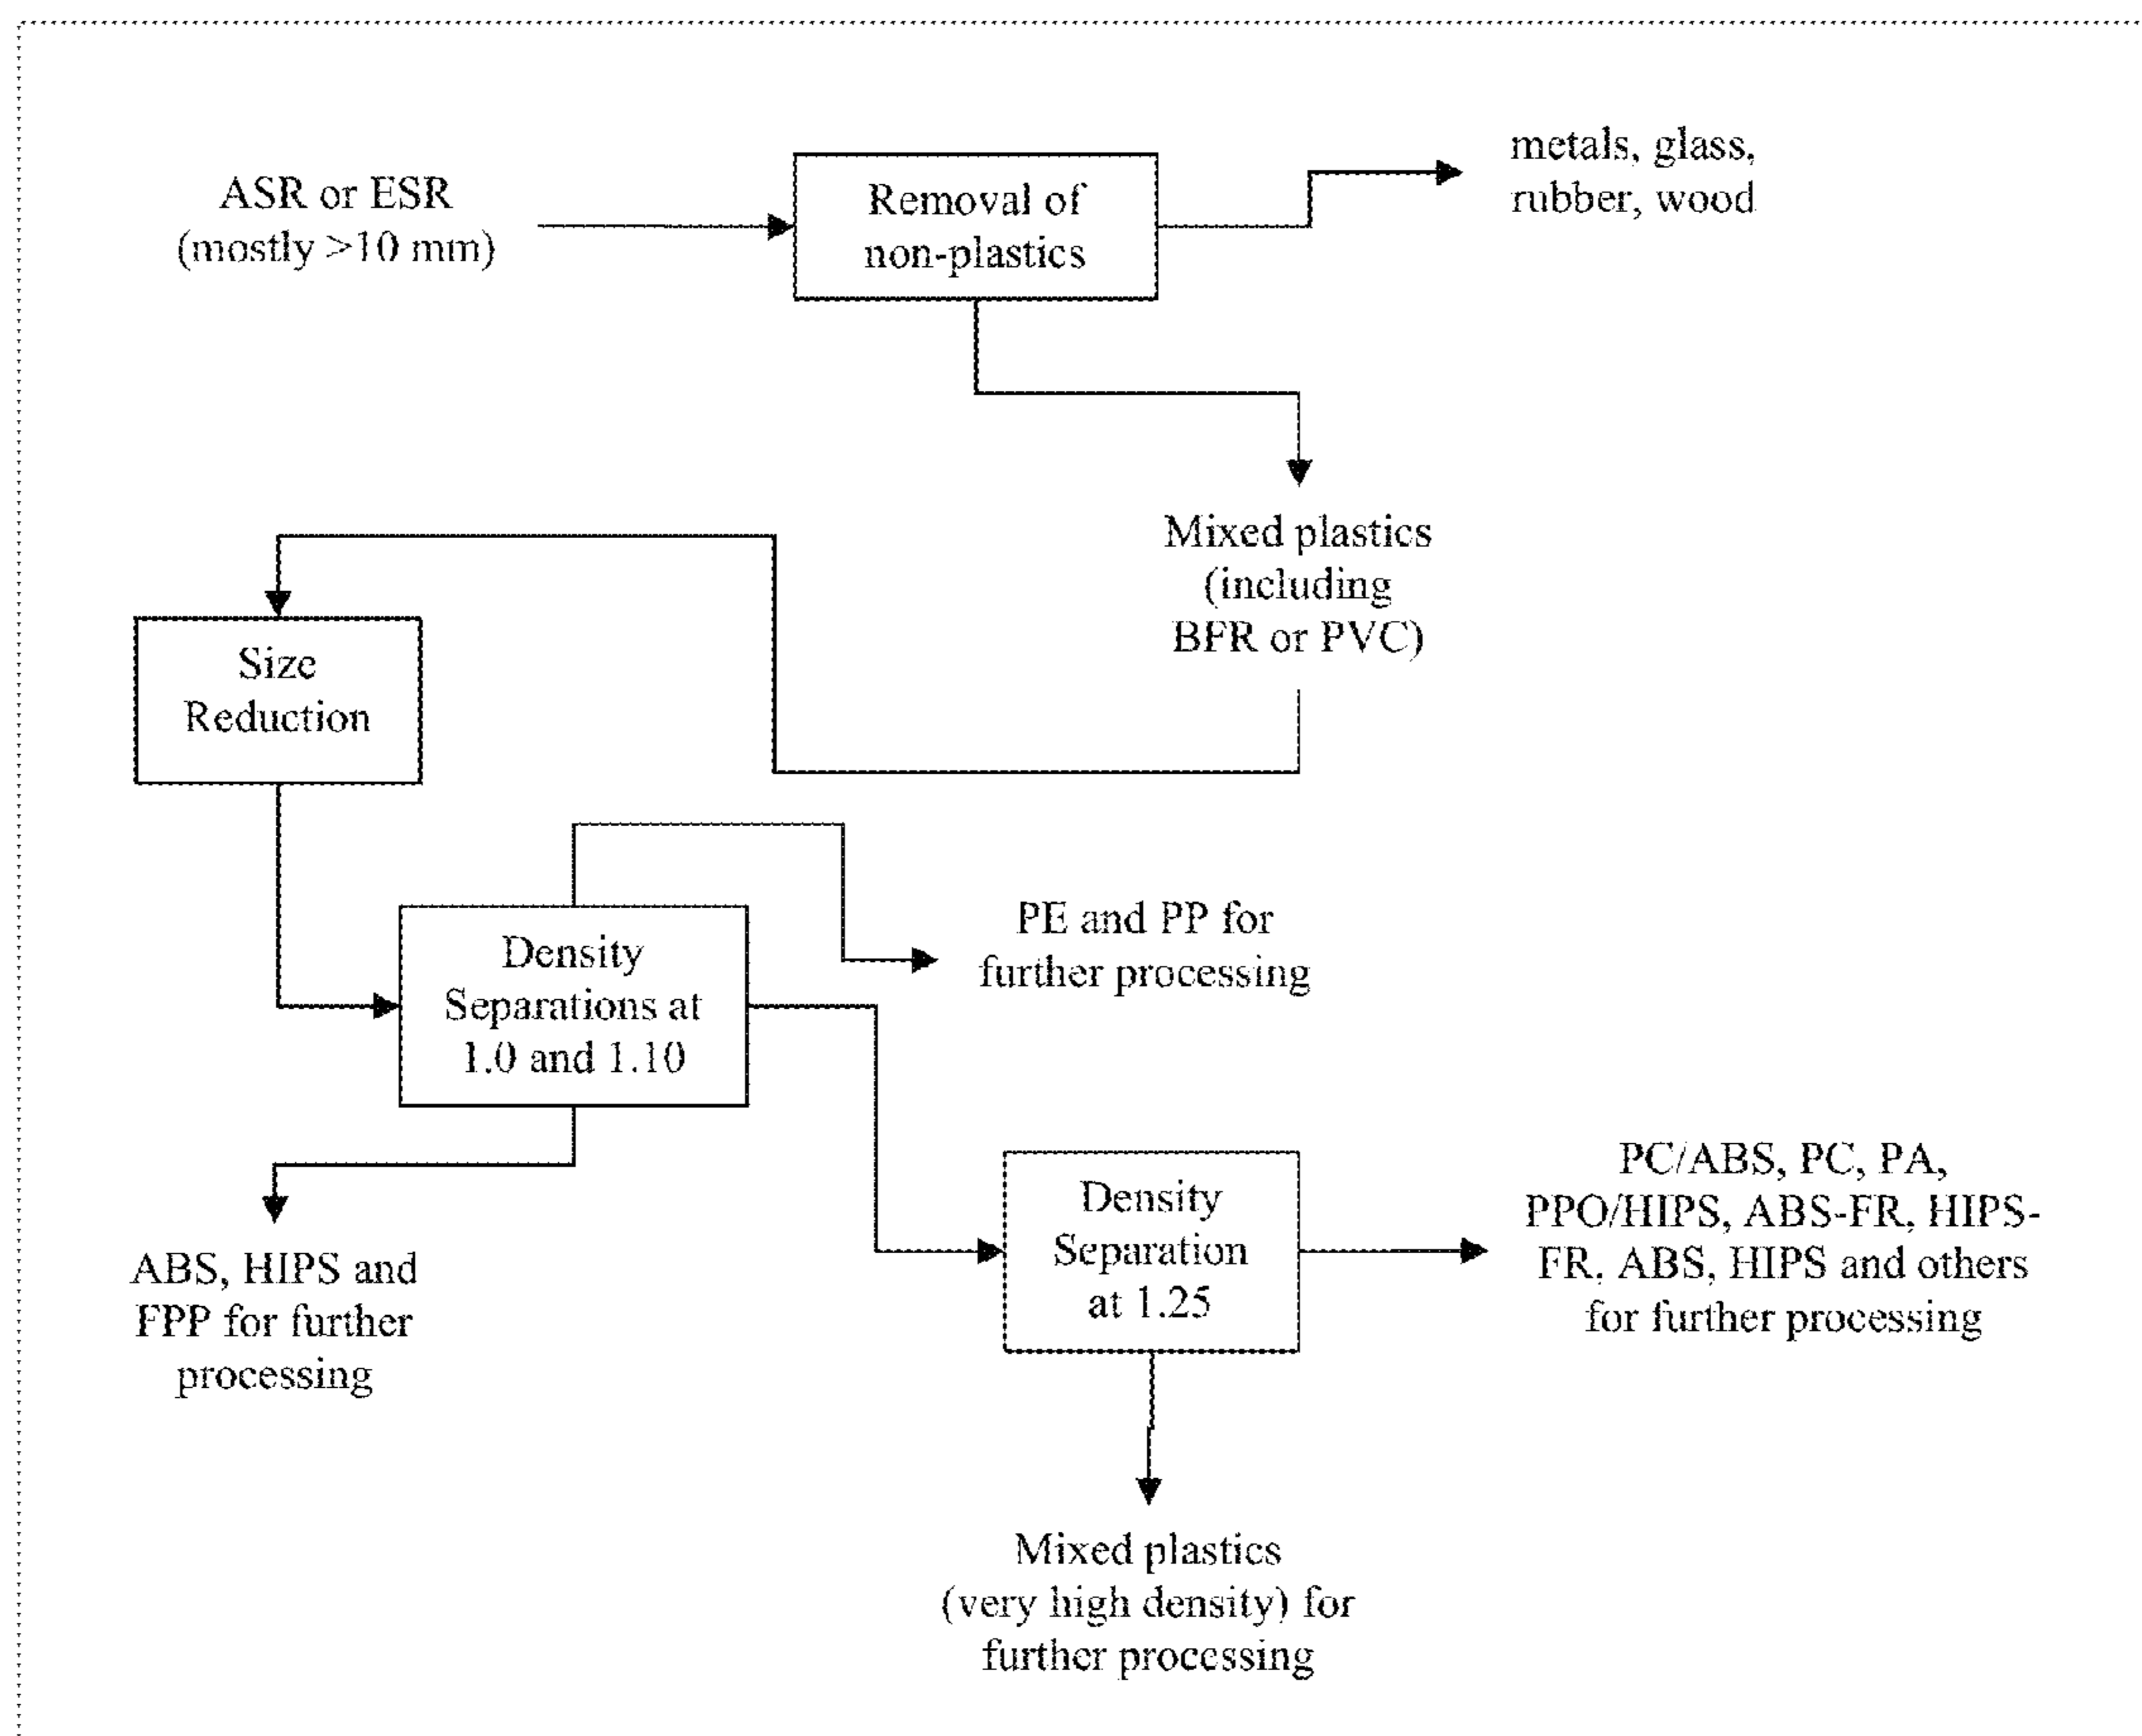 ASR or ESR
(mostly >10 mm)
Removal of
non-plastics
metals, glass,
rubber, wood
Mixed plastics
(including
BFR or PVC)
Size
Reduction
Density
Separations at
1.0 and 1.10
PE and PP for
further processing
ABS, HIPS and
FPP for further
processing
Density
Separation
at 1.25
PC/ABS, PC, PA,
PPO/HIPS, ABS-FR, HIPS-
FR, ABS, HIPS and others
for further processing
Mixed plastics
(very high density) for
further processing